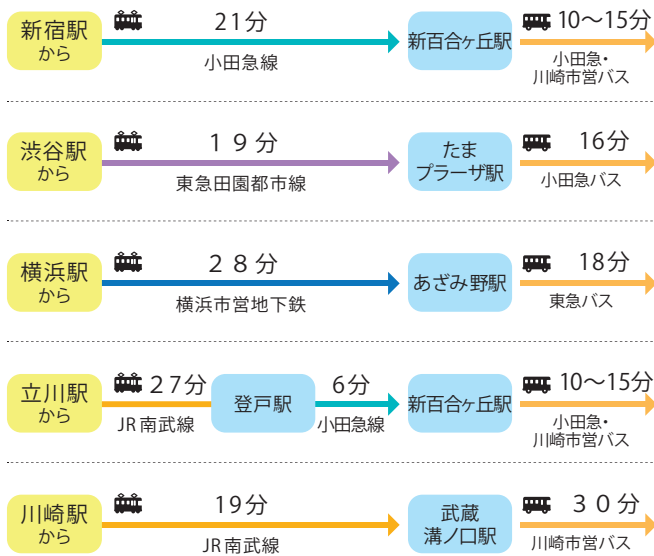 新宿駅
から
21分
小田急線
新百合ヶ丘駅
10〜15分
小田急・
川崎市営バス
渋谷駅
から
19分
東急田園都市線
たま
プラーザ駅
16分
小田急バス
横浜駅
から
28分
横浜市営地下鉄
あざみ野駅
18分
東急バス
立川駅
から
27分
JR南武線
登戸駅
6分
小田急線
新百合ヶ丘駅
10〜15分
小田急・
川崎市営バス
川崎駅
から
19分
JR南武線
武蔵
溝ノ口駅
30分
川崎市営バス